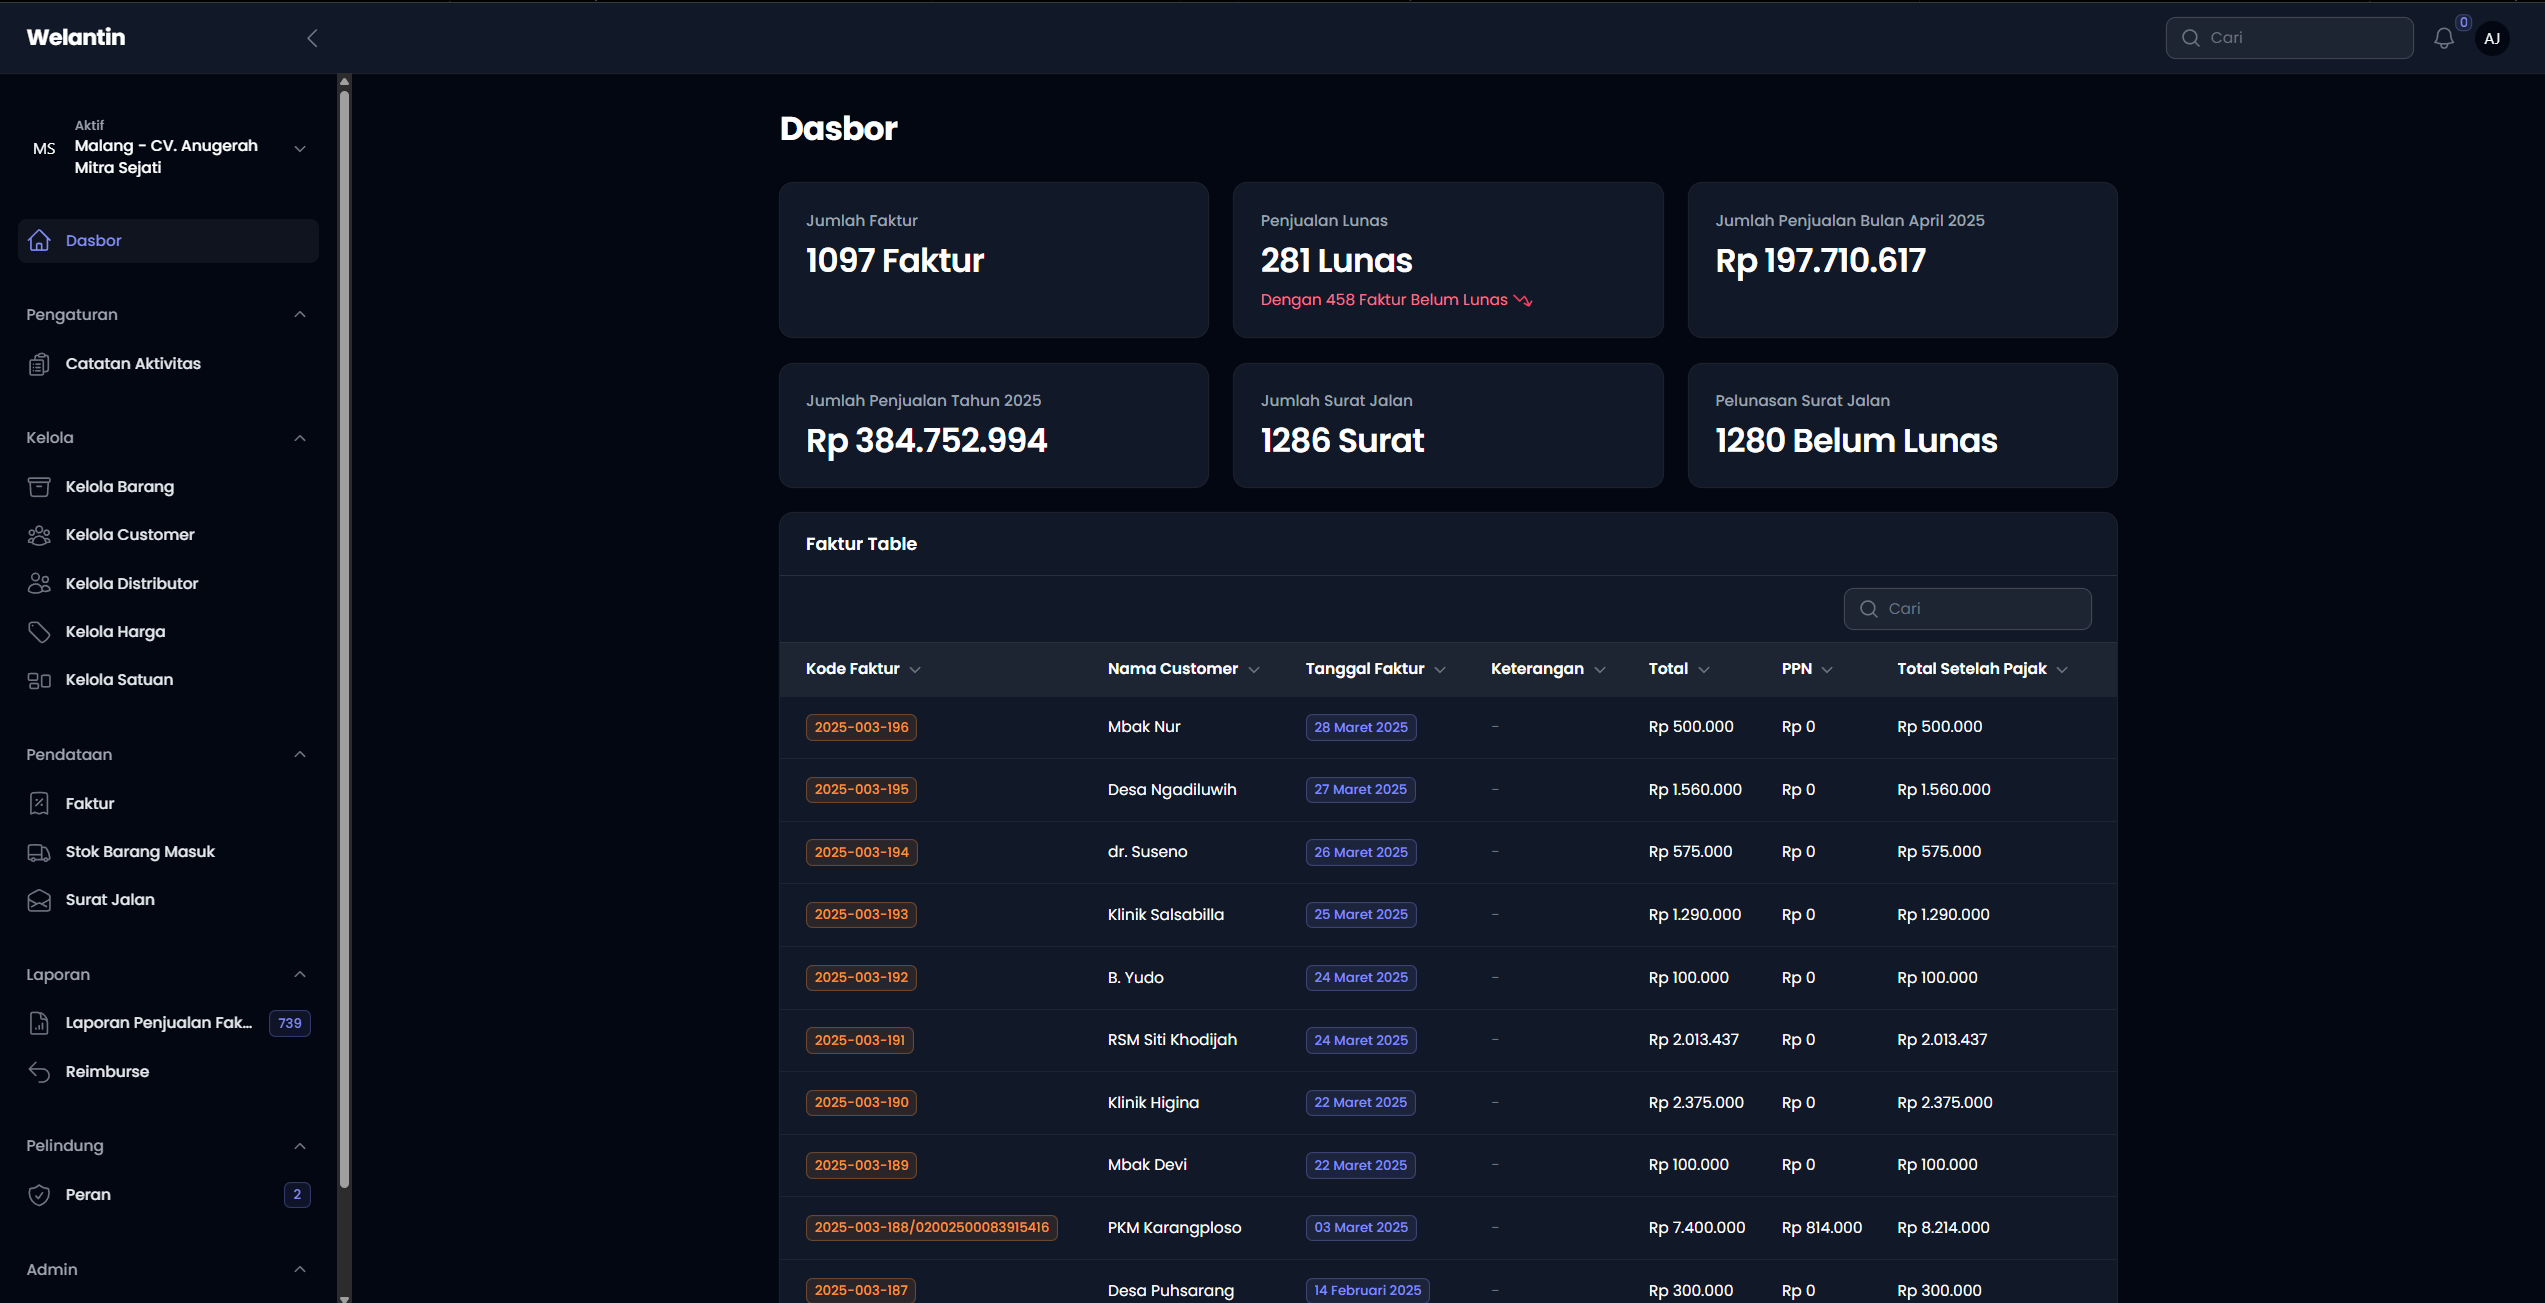 Welantin
Cari
0
AJ
MS
Aktif
Malang - CV. Anugerah
Mitra Sejati
Dasbor
Pengaturan
Catatan Aktivitas
Kelola
Kelola Barang
Kelola Customer
Kelola Distributor
Kelola Harga
Kelola Satuan
Pendataan
Faktur
Stok Barang Masuk
Surat Jalan
Laporan
Laporan Penjualan Fak... 739
Reimburse
Pelindung
Peran 2
Admin
Dasbor
Jumlah Faktur
1097 Faktur
Penjualan Lunas
281 Lunas
Dengan 458 Faktur Belum Lunas
Jumlah Penjualan Bulan April 2025
Rp 197.710.617
Jumlah Penjualan Tahun 2025
Rp 384.752.994
Jumlah Surat Jalan
1286 Surat
Pelunasan Surat Jalan
1280 Belum Lunas
Faktur Table
Cari
Kode Faktur Nama Customer Tanggal Faktur Keterangan Total PPN Total Setelah Pajak
2025-003-196 Mbak Nur 28 Maret 2025 - Rp 500.000 Rp 0 Rp 500.000
2025-003-195 Desa Ngadiluwih 27 Maret 2025 - Rp 1.560.000 Rp 0 Rp 1.560.000
2025-003-194 dr. Suseno 26 Maret 2025 - Rp 575.000 Rp 0 Rp 575.000
2025-003-193 Klinik Salsabilla 25 Maret 2025 - Rp 1.290.000 Rp 0 Rp 1.290.000
2025-003-192 B. Yudo 24 Maret 2025 - Rp 100.000 Rp 0 Rp 100.000
2025-003-191 RSM Siti Khodijah 24 Maret 2025 - Rp 2.013.437 Rp 0 Rp 2.013.437
2025-003-190 Klinik Higina 22 Maret 2025 - Rp 2.375.000 Rp 0 Rp 2.375.000
2025-003-189 Mbak Devi 22 Maret 2025 - Rp 100.000 Rp 0 Rp 100.000
2025-003-188/02002500083915416 PKM Karangploso 03 Maret 2025 - Rp 7.400.000 Rp 814.000 Rp 8.214.000
2025-003-187 Desa Puhsarang 14 Februari 2025 - Rp 300.000 Rp 0 Rp 300.000